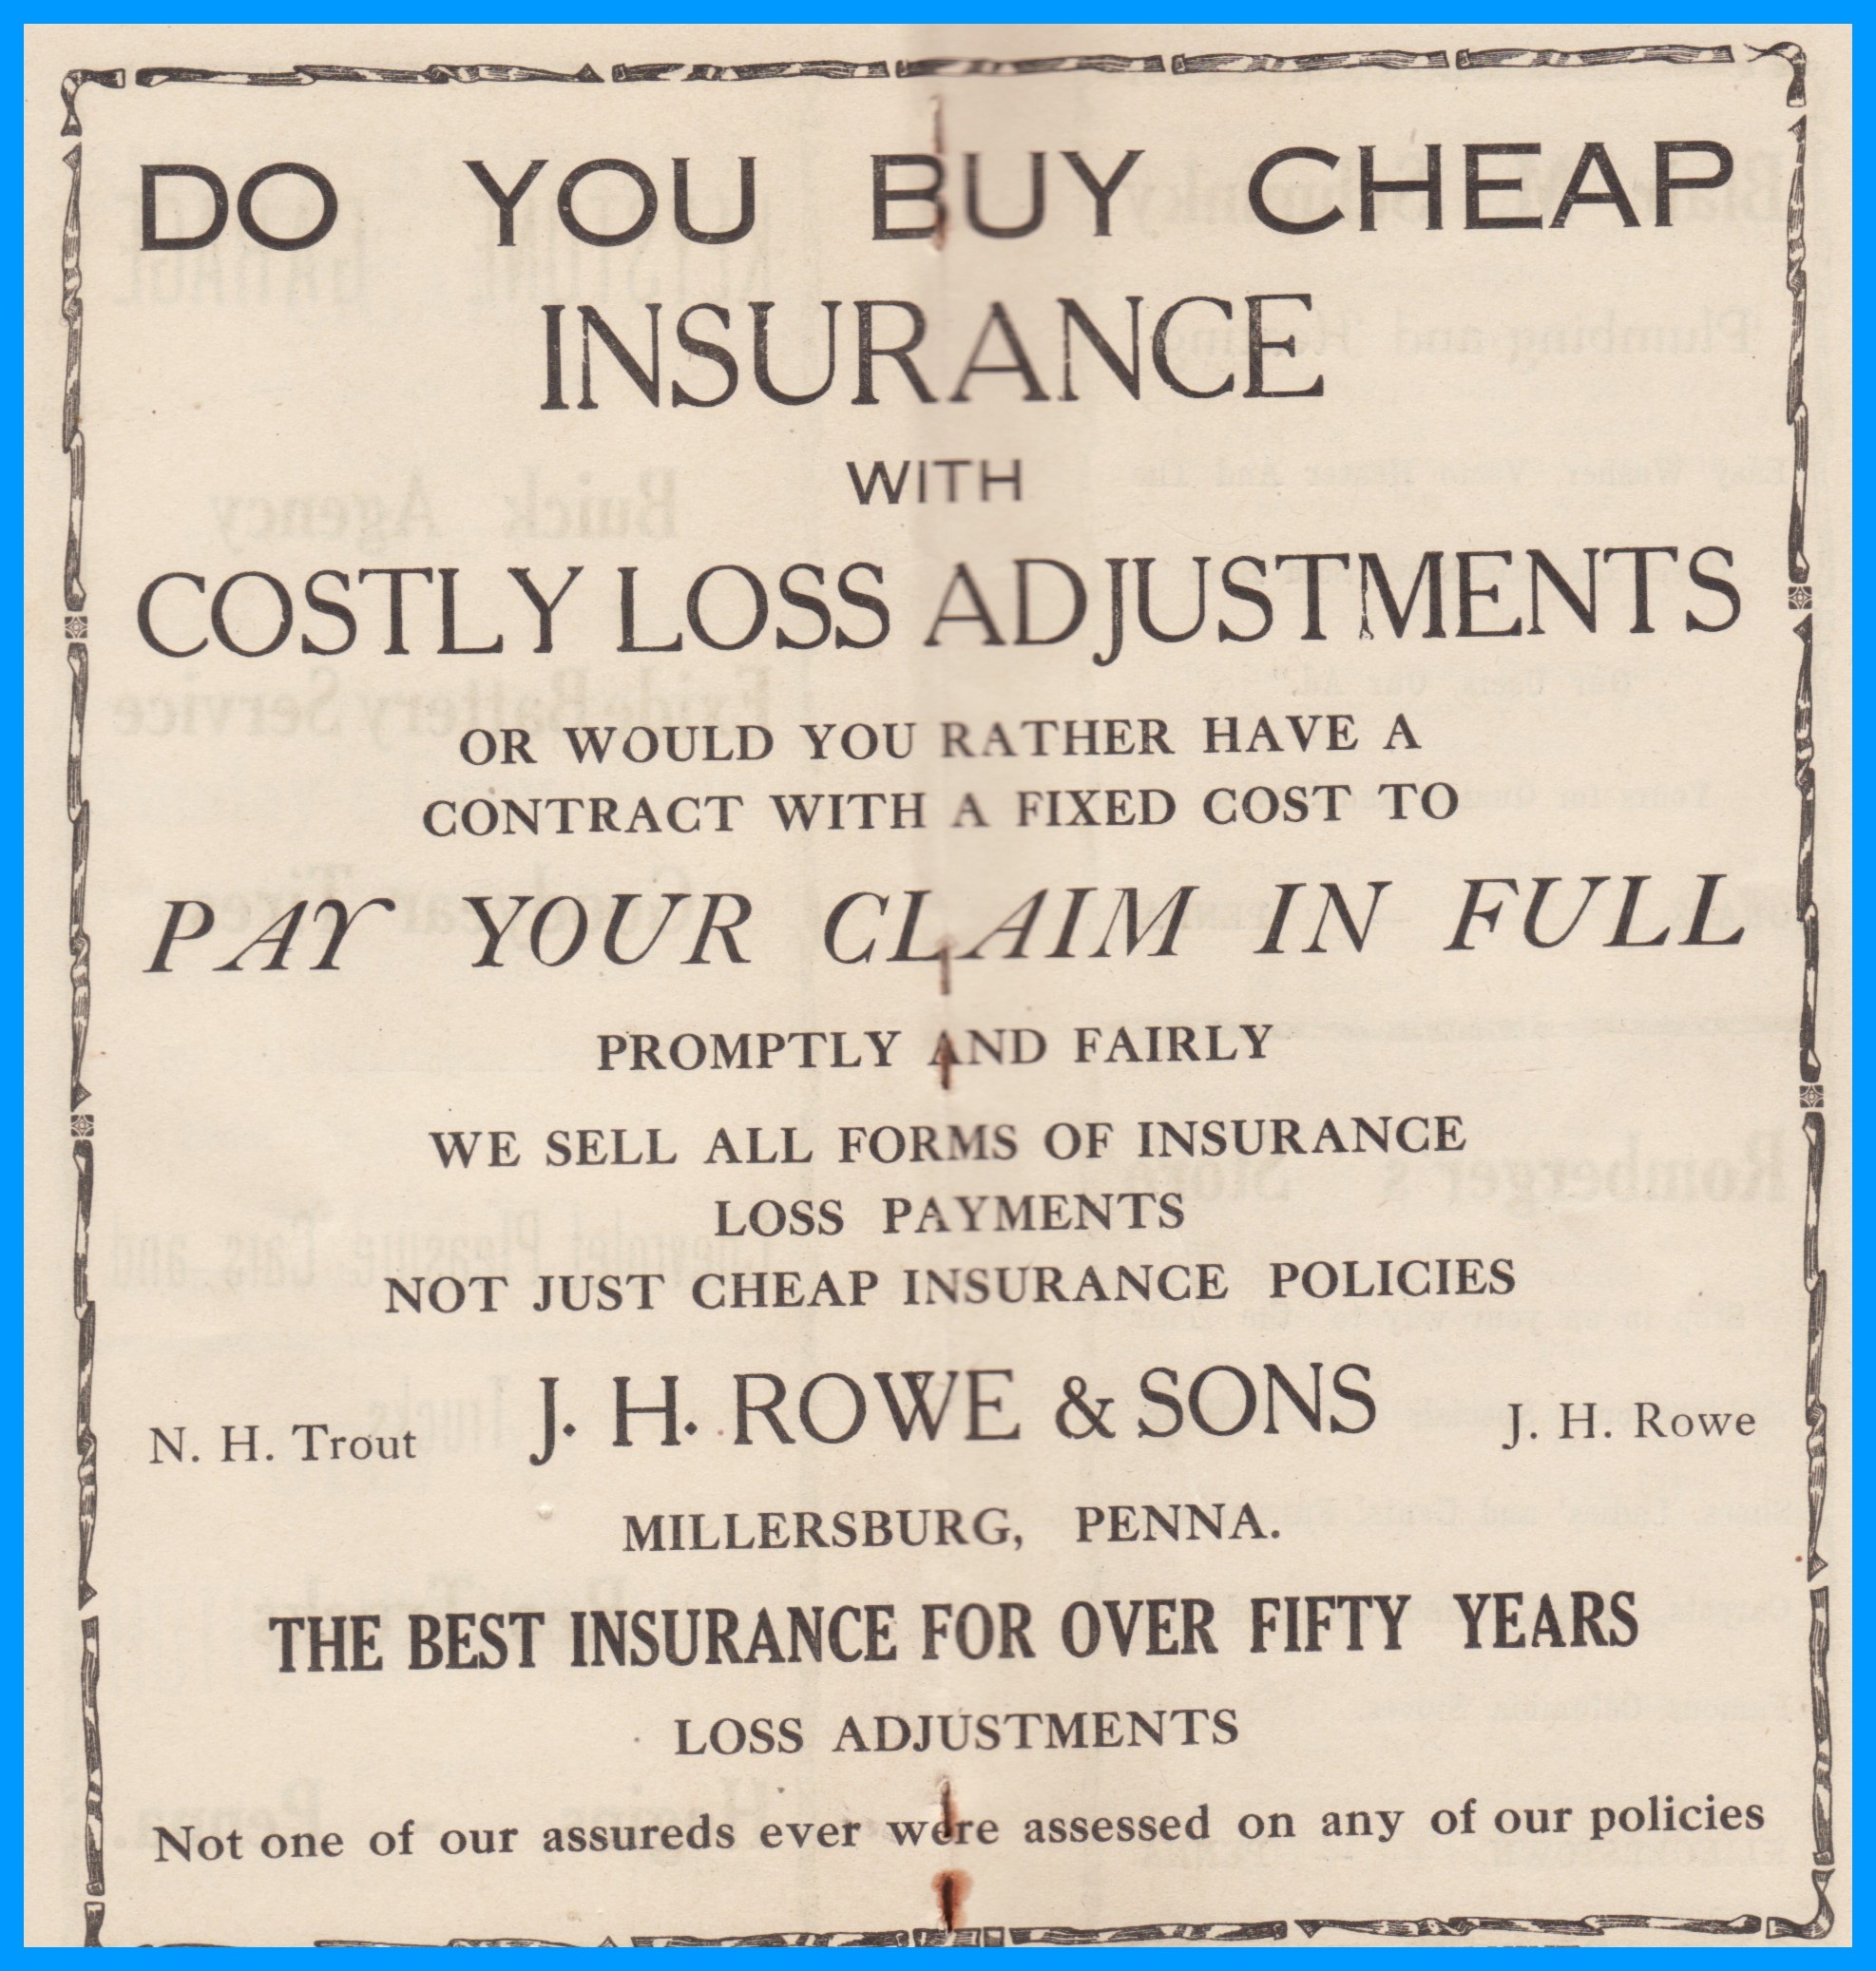 DO YOU BUY CHEAP
INSURANCE
WITH
COSTLY LOSS ADJUSTMENTS
OR WOULD YOU RATHER HAVE A
CONTRACT WITH A FIXED COST TO
PAY YOUR CLAIM IN FULL
PROMPTLY AND FAIRLY
WE SELL ALL FORMS OF INSURANCE
LOSS PAYMENTS
NOT JUST CHEAP INSURANCE POLICIES
N. H. Trout J. H. ROWE & SONS J. H. Rowe
MILLERSBURG, PENNA.
THE BEST INSURANCE FOR OVER FIFTY YEARS
LOSS ADJUSTMENTS
Not one of our assureds ever were assessed on any of our policies